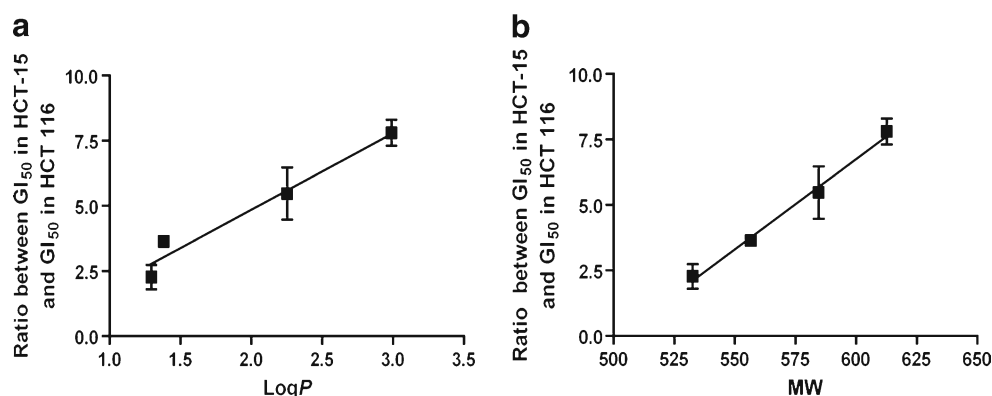 a
Ratio between GI50 in HCT-15
and GI50 in HCT 116
10.0
7.5
5.0
2.5
0.0
1.0 1.5 2.0 2.5 3.0 3.5
LogP
b
Ratio between GI50 in HCT-15
and GI50 in HCT 116
10.0
7.5
5.0
2.5
0.0
500 525 550 575 600 625 650
MW